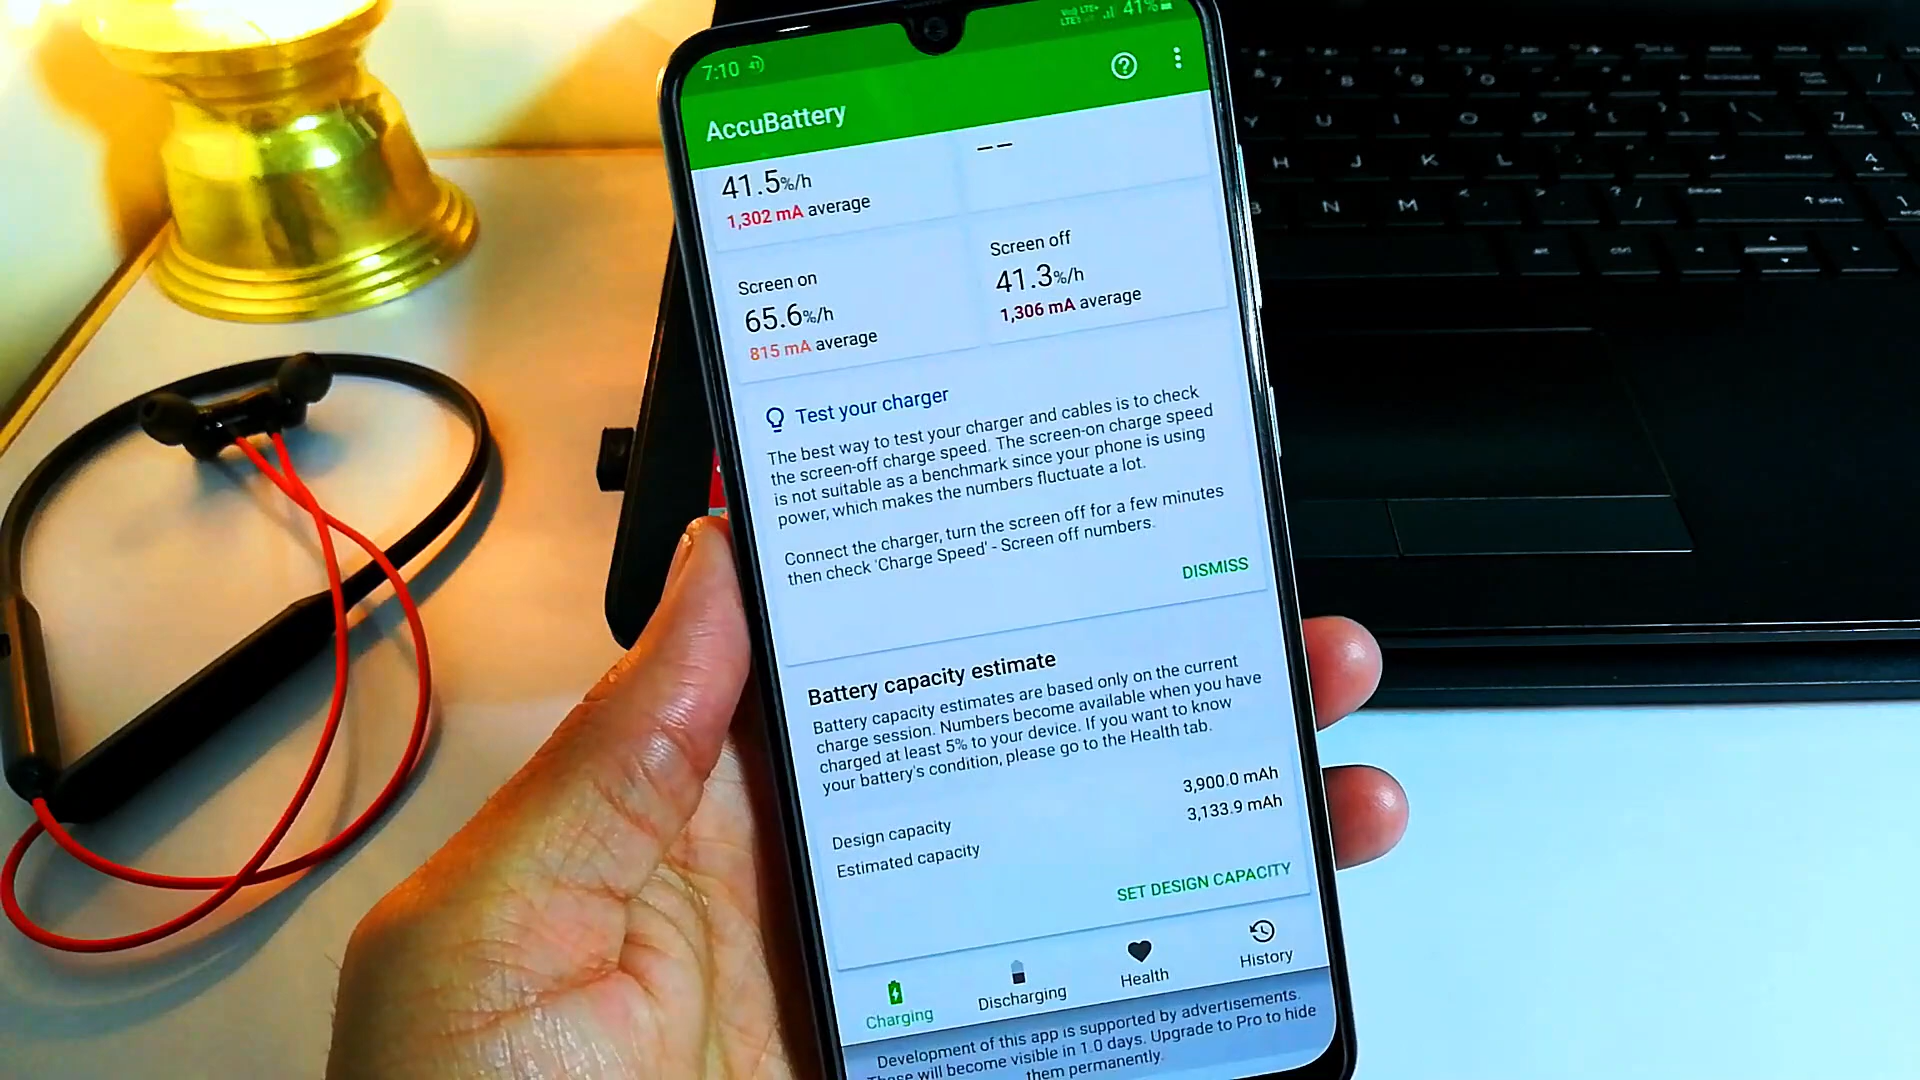 7:10
Vo) LTE+
LTE1
41%
AccuBattery
41.5%/h
1,302 mA average
--
Screen on
65.6%/h
815 mA average
Screen off
41.3%/h
1,306 mA average
Test your charger
The best way to test your charger and cables is to check
the screen-off charge speed. The screen-on charge speed
is not suitable as a benchmark since your phone is using
power, which makes the numbers fluctuate a lot.
Connect the charger, turn the screen off for a few minutes
then check 'Charge Speed' - Screen off numbers.
DISMISS
Battery capacity estimate
Battery capacity estimates are based only on the current
charge session. Numbers become available when you have
charged at least 5% to your device. If you want to know
your battery's condition, please go to the Health tab.
Design capacity 3,900.0 mAh
Estimated capacity 3,133.9 mAh
SET DESIGN CAPACITY
Charging
Discharging
Health
History
Development of this app is supported by advertisements.
These will become visible in 1.0 days. Upgrade to Pro to hide
them permanently.
7 8 9 0
Y U I O P
H J K L
B N M